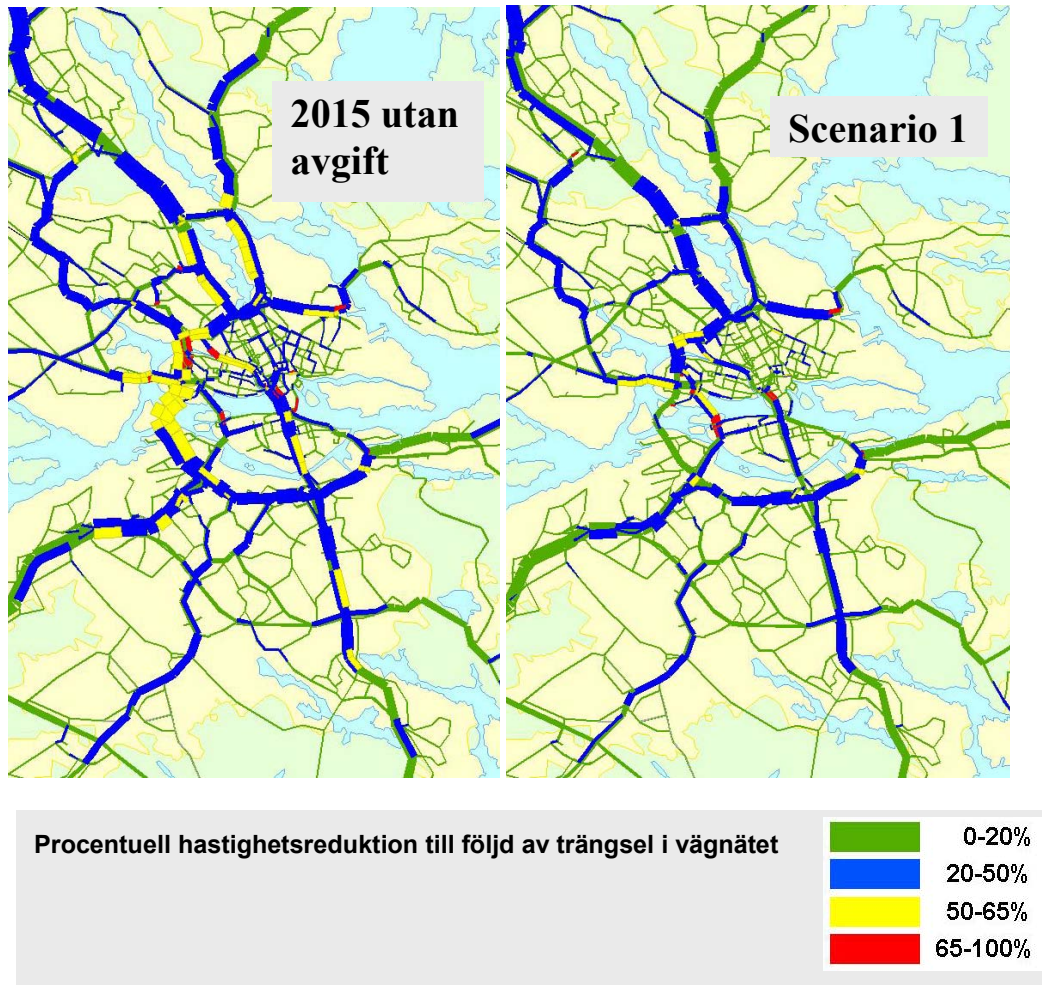 2015 utan
avgift
Scenario 1
Procentuell hastighetsreduktion till följd av trängsel i vägnätet
0-20%
20-50%
50-65%
65-100%